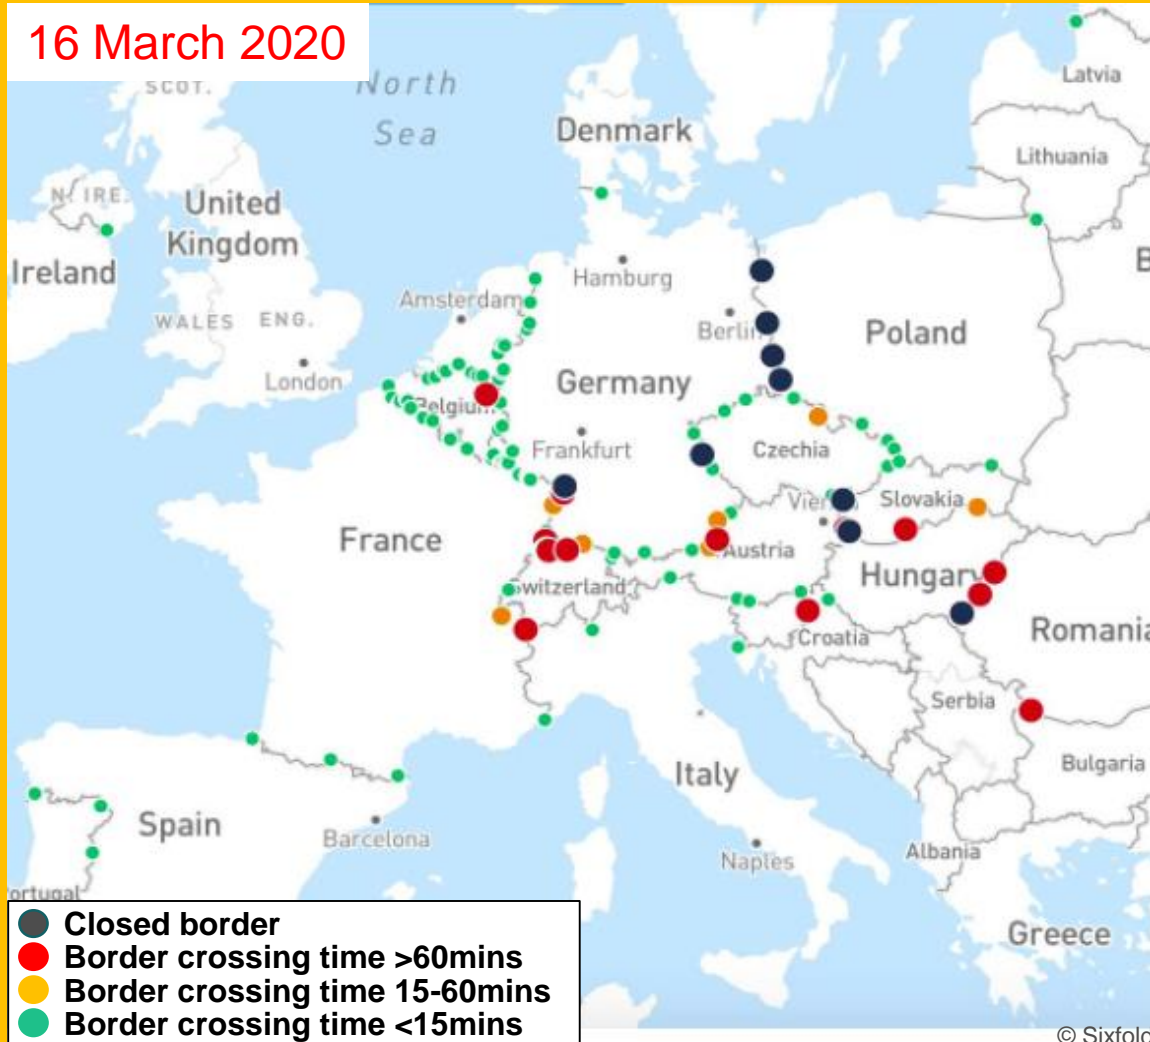 16 March 2020
SCOT.
North
Sea
Latvia
Denmark
Lithuania
N. IRE.
United
Kingdom
Ireland
Hamburg
Amsterdam
WALES ENG.
Berlin
Poland
London
Germany
Belgium
Frankfurt
Czechia
Slovakia
France
Austria
Switzerland
Hungary
Romania
Croatia
Serbia
Bulgaria
Italy
Spain
Barcelona
Naples
Albania
Portugal
Greece
Closed border
Border crossing time >60mins
Border crossing time 15-60mins
Border crossing time <15mins
© Sixfold